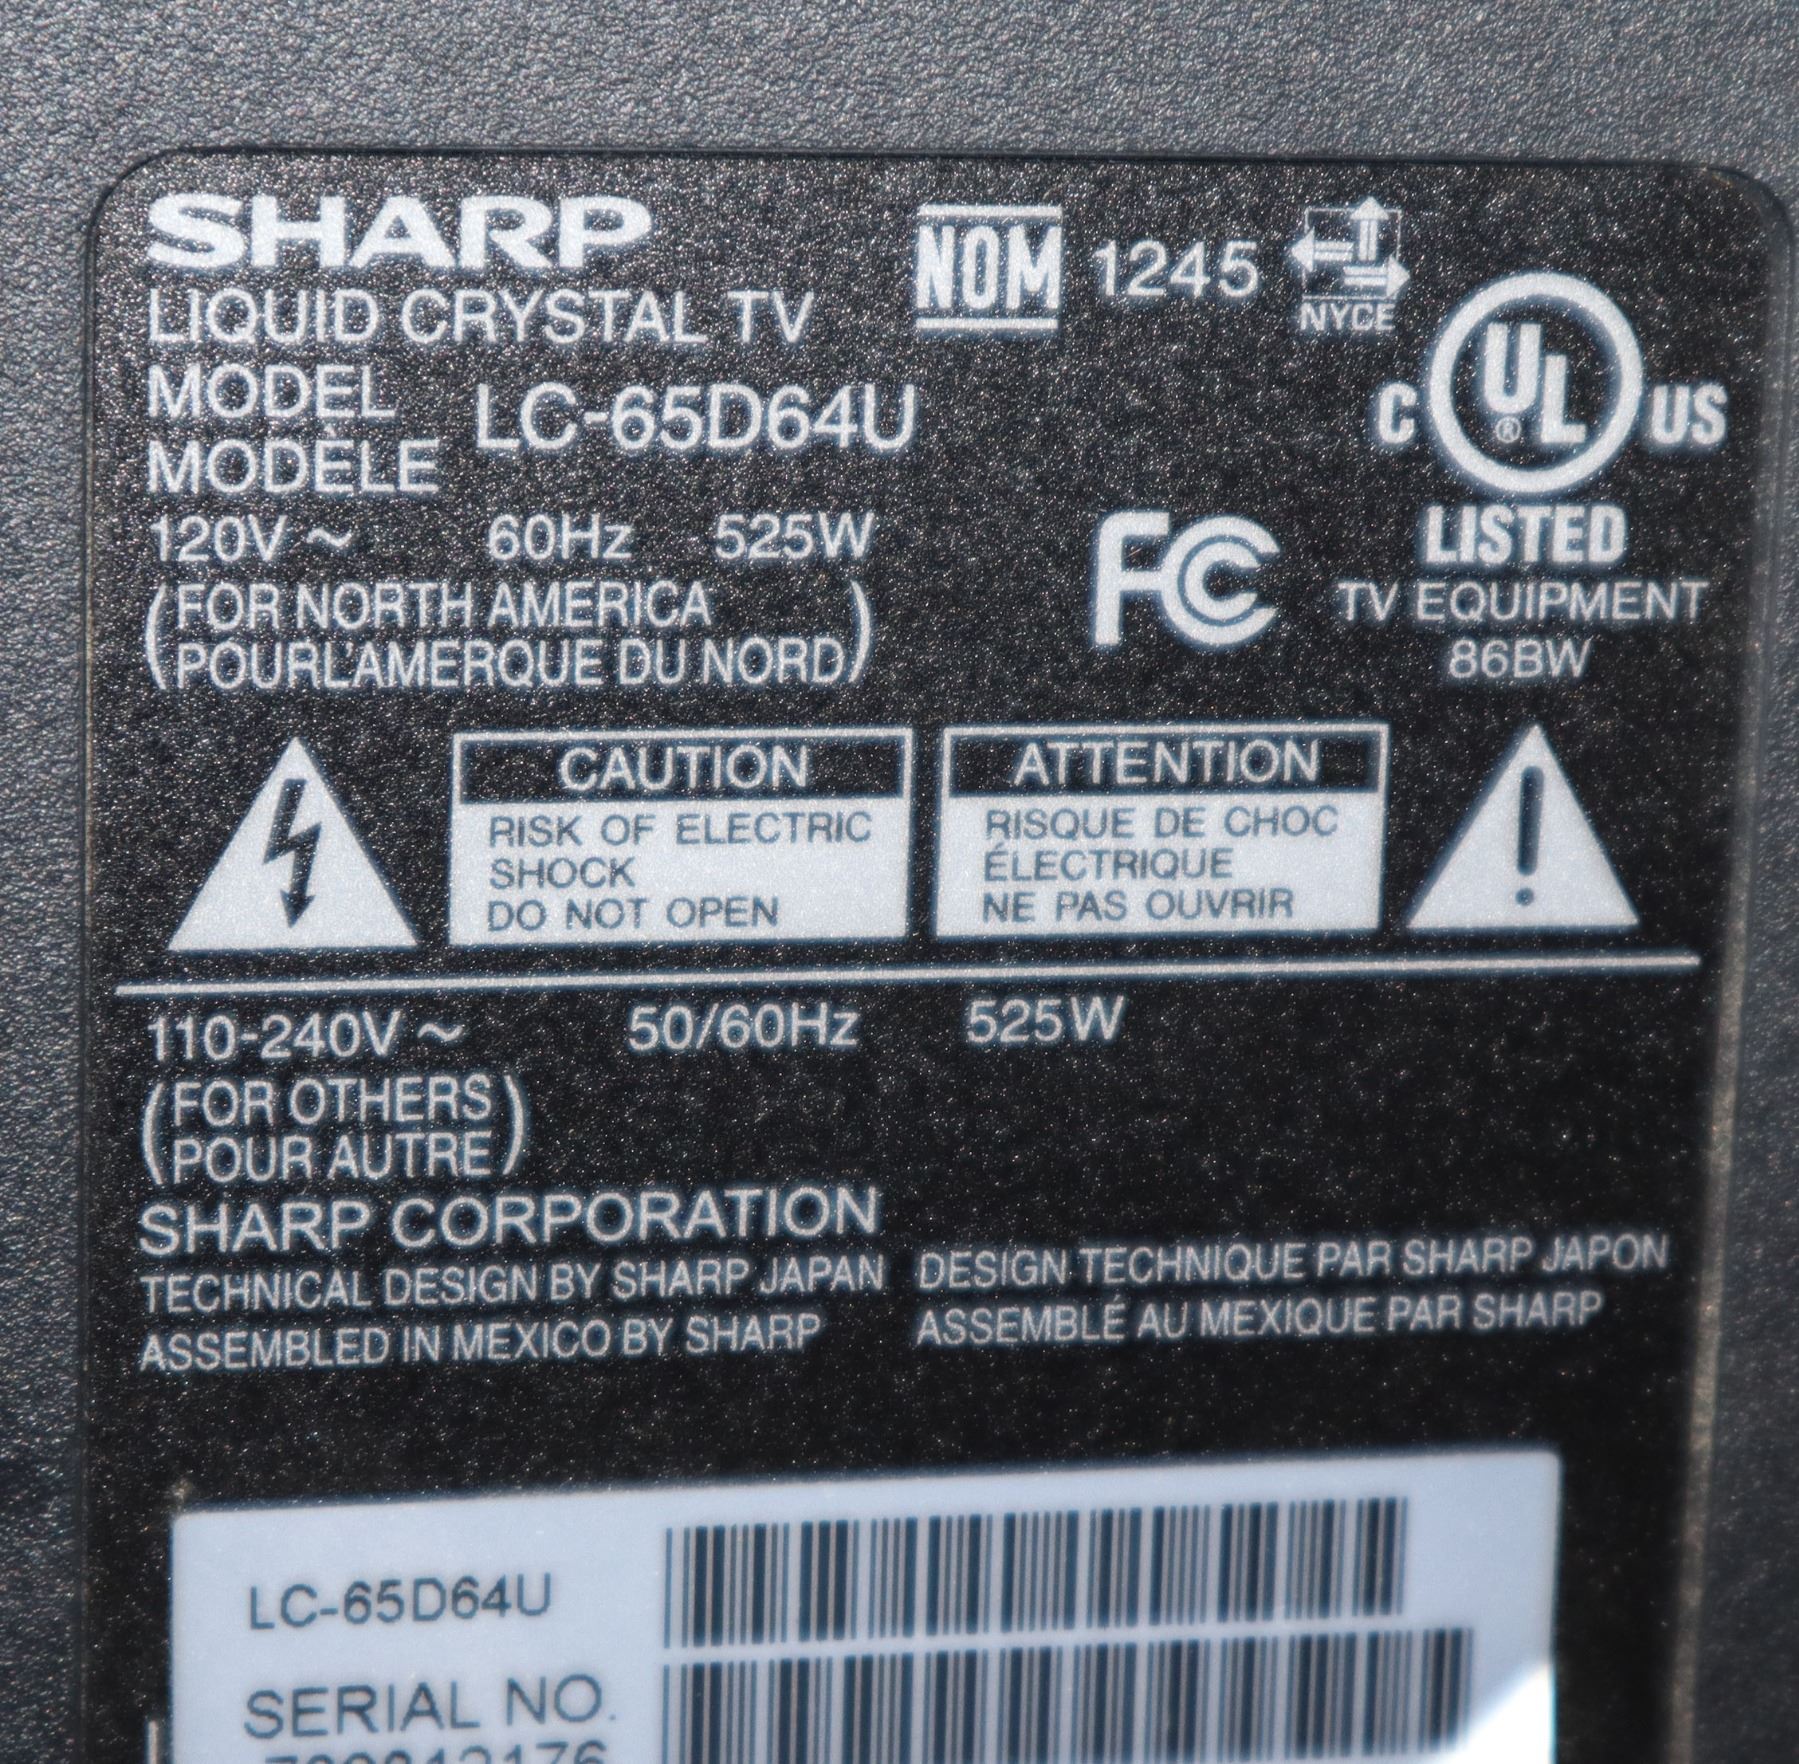 SHARP
NOM 1245 NYCE
LIQUID CRYSTAL TV
MODEL
MODÈLE
LC-65D64U
C UL® US
LISTED
TV EQUIPMENT
86BW
120V ~ 60Hz 525W
(FOR NORTH AMERICA
POURL'AMERQUE DU NORD)
FC
CAUTION
RISK OF ELECTRIC
SHOCK
DO NOT OPEN
ATTENTION
RISQUE DE CHOC
ÉLECTRIQUE
NE PAS OUVRIR
!
110-240V ~ 50/60Hz 525W
(FOR OTHERS
POUR AUTRE)
SHARP CORPORATION
TECHNICAL DESIGN BY SHARP JAPAN
ASSEMBLED IN MEXICO BY SHARP
DESIGN TECHNIQUE PAR SHARP JAPON
ASSEMBLÉ AU MEXIQUE PAR SHARP
LC-65D64U
SERIAL NO.